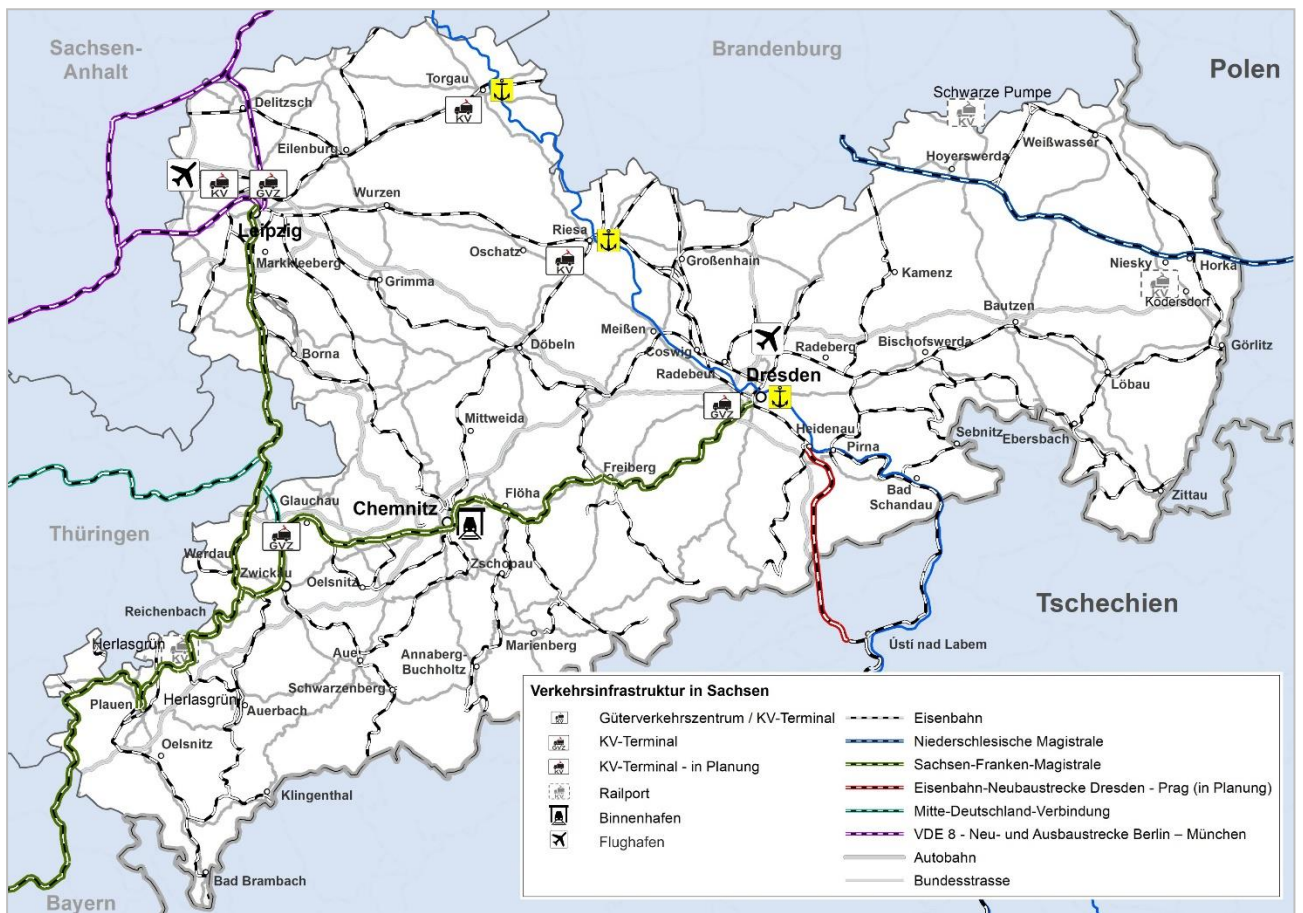 Sachsen-
Anhalt
Brandenburg
Polen
Torgau
KV
Schwarze Pumpe
KV
Delitzsch
Weißwasser
Hoyerswerda
Eilenburg
KV
GVZ
Wurzen
Leipzig
Riesa
Oschatz
KV
Großenhain
Markkleeberg
Grimma
Kamenz
Niesky
Horka
KV
Kodersdorf
Bautzen
Meißen
Görlitz
Borna
Döbeln
Coswig
Radeberg
Bischofswerda
Radebeul
Dresden
Löbau
GVZ
Mittweida
Heidenau
Pirna
Sebnitz
Ebersbach
Freiberg
Bad
Schandau
Zittau
Glauchau
Flöha
Chemnitz
Thüringen
GVZ
Werdau
Zwickau
Oelsnitz
Zschopau
Reichenbach
Tschechien
Herlasgrün
KV
Marienberg
Ústí nad Labem
Aue
Annaberg-
Buchholtz
Plauen
Herlasgrün
Schwarzenberg
Auerbach
Oelsnitz
Klingenthal
Bad Brambach
Bayern
Verkehrsinfrastruktur in Sachsen
KV
Güterverkehrszentrum / KV-Terminal
GVZ
KV-Terminal
KV
KV-Terminal - in Planung
KV
Railport
Binnenhafen
Flughafen
Eisenbahn
Niederschlesische Magistrale
Sachsen-Franken-Magistrale
Eisenbahn-Neubaustrecke Dresden - Prag (in Planung)
Mitte-Deutschland-Verbindung
VDE 8 - Neu- und Ausbaustrecke Berlin – München
Autobahn
Bundesstrasse